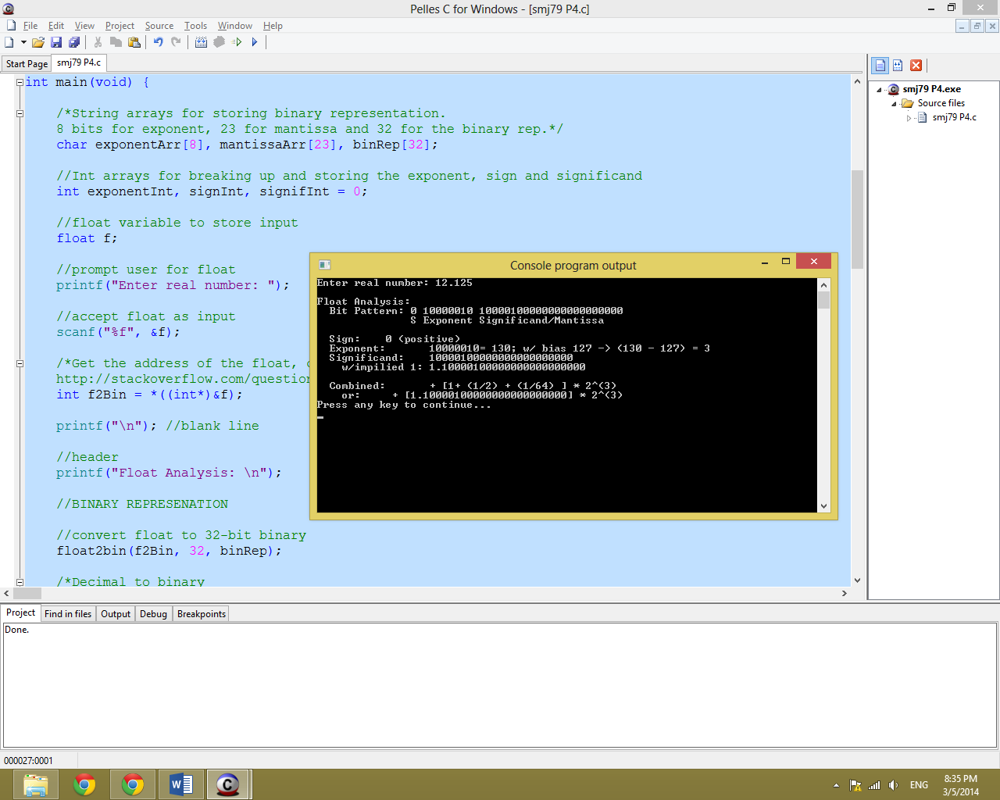 Pelles C for Windows - [smj79 P4.c]
File Edit View Project Source Tools Window Help
Start Page smj79 P4.c
int main(void) {
/*String arrays for storing binary representation.
8 bits for exponent, 23 for mantissa and 32 for the binary rep.*/
char exponentArr[8], mantissaArr[23], binRep[32];
//Int arrays for breaking up and storing the exponent, sign and significand
int exponentInt, signInt, signifInt = 0;
//float variable to store input
float f;
//prompt user for float
printf("Enter real number: ");
//accept float as input
scanf("%f", &f);
/*Get the address of the float, c
http://stackoverflow.com/question
int f2Bin = *((int*)&f);
printf("\n"); //blank line
//header
printf("Float Analysis: \n");
//BINARY REPRESENATION
//convert float to 32-bit binary
float2bin(f2Bin, 32, binRep);
/*Decimal to binary
Console program output
Enter real number: 12.125
Float Analysis:
Bit Pattern: 0 10000010 10000100000000000000000
S Exponent Significand/Mantissa
Sign: 0 (positive)
Exponent: 10000010= 130; w/ bias 127 -> (130 - 127) = 3
Significand: 10000100000000000000000
w/impilied 1: 1.10000100000000000000000
Combined: + [1+ (1/2) + (1/64) ] * 2^(3)
or: + [1.10000100000000000000000] * 2^(3)
Press any key to continue...
smj79 P4.exe
Source files
smj79 P4.c
Project Find in files Output Debug Breakpoints
Done.
000027:0001
ENG
8:35 PM
3/5/2014